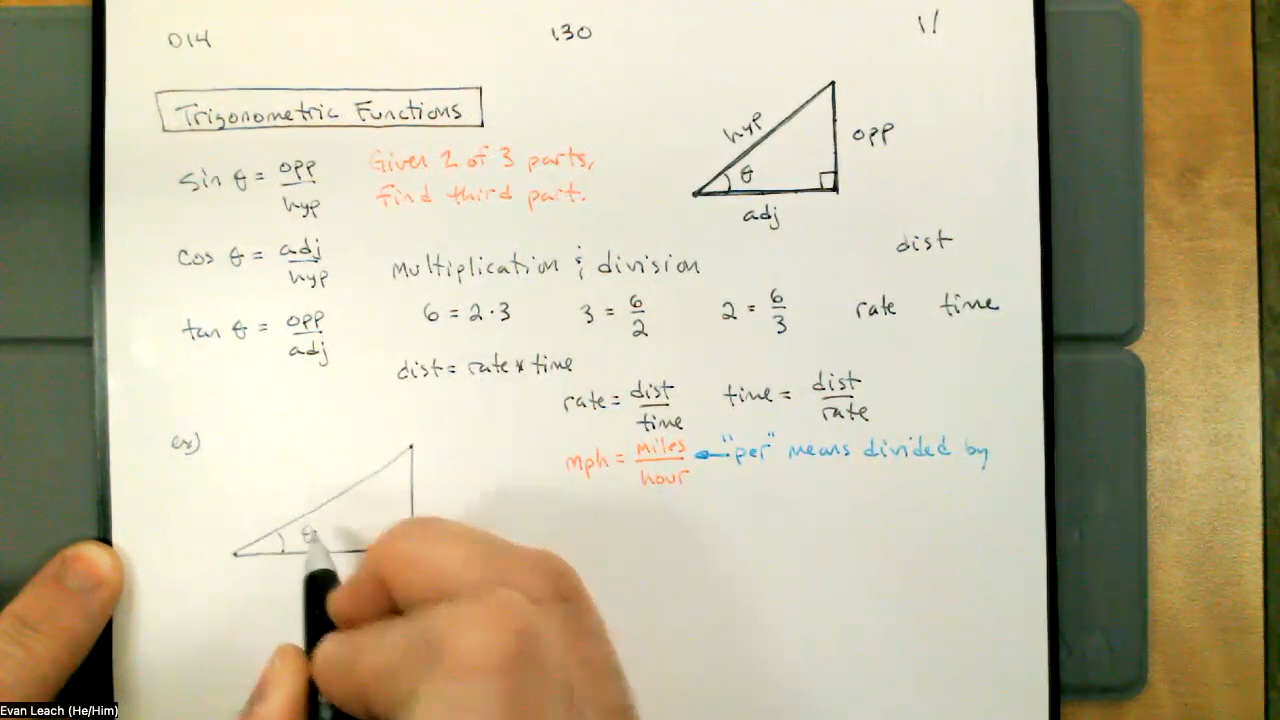 014 130 1/
Trigonometric Functions
sin θ = opp/hyp
Given 2 of 3 parts,
find third part.
hyp
opp
θ
adj
cos θ = adj/hyp
multiplication & division
dist
6 = 2·3 3 = 6/2 2 = 6/3 rate time
tan θ = opp/adj
dist = rate × time
rate = dist/time time = dist/rate
ex)
mph = miles/hour ← "per" means divided by
θ
Evan Leach (He/Him)